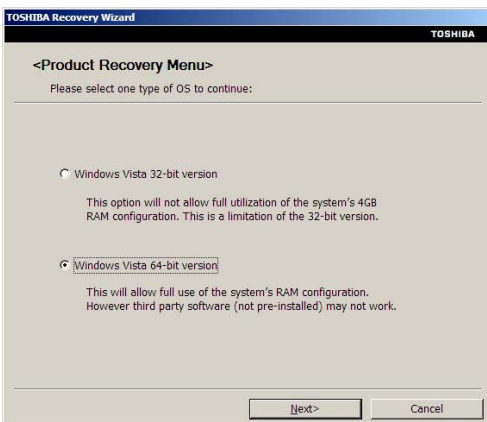 TOSHIBA Recovery Wizard
TOSHIBA
<Product Recovery Menu>
Please select one type of OS to continue:
Windows Vista 32-bit version
This option will not allow full utilization of the system's 4GB
RAM configuration. This is a limitation of the 32-bit version.
Windows Vista 64-bit version
This will allow full use of the system's RAM configuration.
However third party software (not pre-installed) may not work.
Next>
Cancel